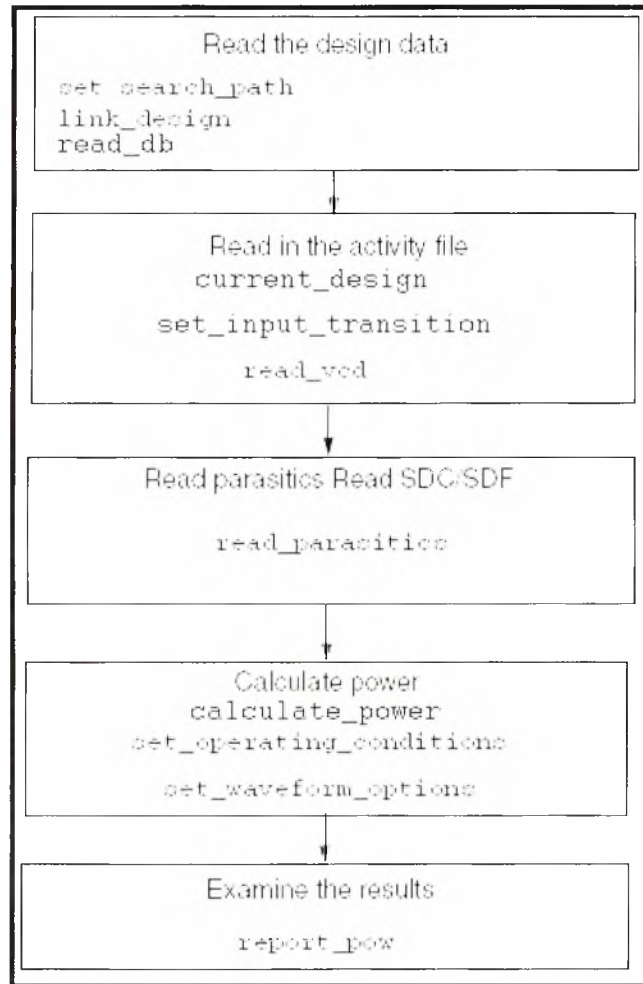 Read the design data
set search_path
link_design
read_db
Read in the activity file
current_design
set_input_transition
read_vcd
Read parasitics Read SDC/SDF
read_parasitics
Calculate power
calculate_power
set_operating_conditions
set_waveform_options
Examine the results
report_pow